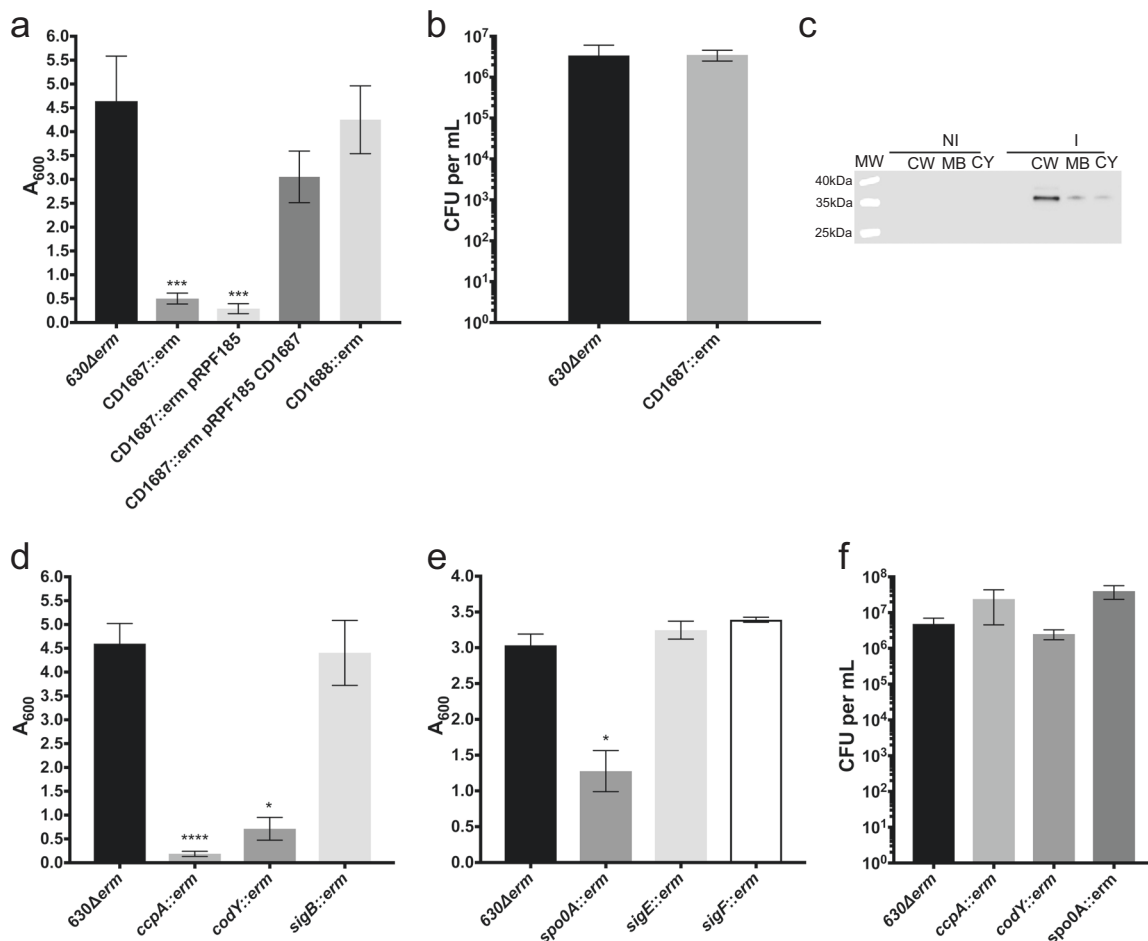 a
6.0
5.5
5.0
4.5
4.0
3.5
3.0
2.5
2.0
1.5
1.0
0.5
0.0
A600
*** ***
630Δerm
CD1687::erm
CD1687::erm pRPF185
CD1687::erm pRPF185 CD1687
CD1688::erm
b
10^7
10^6
10^5
10^4
10^3
10^2
10^1
10^0
CFU per mL
630Δerm
CD1687::erm
c
NI I
MW CW MB CY CW MB CY
40kDa
35kDa
25kDa
d
6.0
5.5
5.0
4.5
4.0
3.5
3.0
2.5
2.0
1.5
1.0
0.5
0.0
A600
****
*
630Δerm
ccpA::erm
codY::erm
sigB::erm
e
4.0
3.5
3.0
2.5
2.0
1.5
1.0
0.5
0.0
A600
*
630Δerm
spo0A::erm
sigE::erm
sigF::erm
f
10^8
10^7
10^6
10^5
10^4
10^3
10^2
10^1
10^0
CFU per mL
630Δerm
ccpA::erm
codY::erm
spo0A::erm